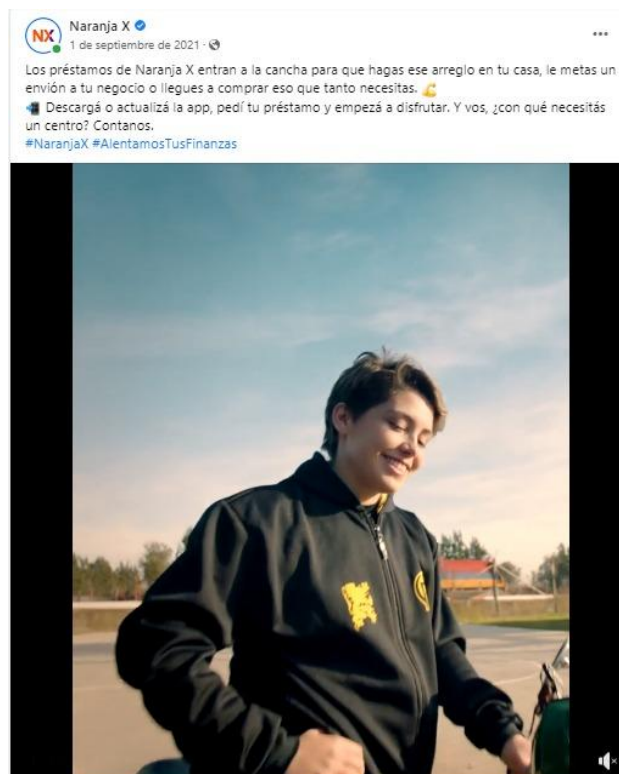 NX
Naranja X
1 de septiembre de 2021 ·
Los préstamos de Naranja X entran a la cancha para que hagas ese arreglo en tu casa, le metas un
envión a tu negocio o llegues a comprar eso que tanto necesitas.
Descargá o actualizá la app, pedí tu préstamo y empezá a disfrutar. Y vos, ¿con qué necesitás
un centro? Contanos.
#NaranjaX #AlentamosTusFinanzas